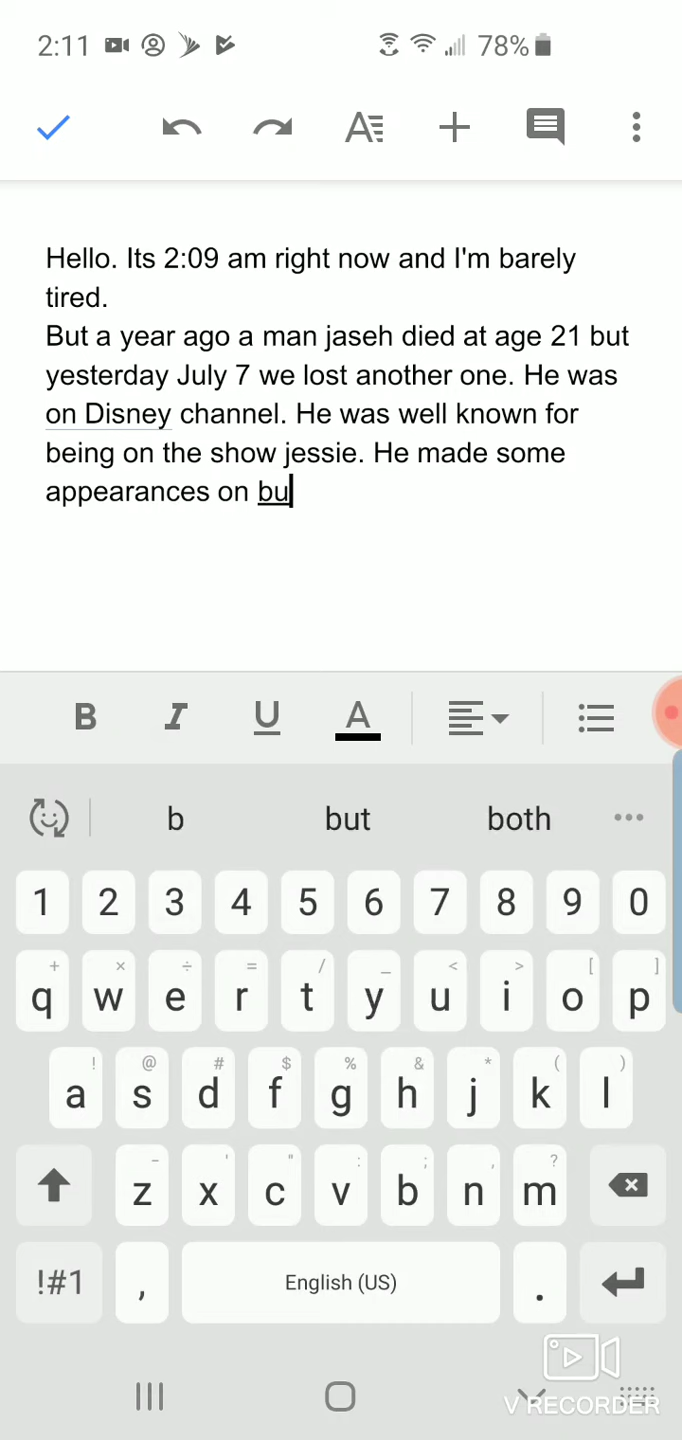 2:11 78%
Hello. Its 2:09 am right now and I'm barely
tired.
But a year ago a man jaseh died at age 21 but
yesterday July 7 we lost another one. He was
on Disney channel. He was well known for
being on the show jessie. He made some
appearances on bu
B I U A
b but both
1 2 3 4 5 6 7 8 9 0
+ × ÷ = / _ < > [ ]
q w e r t y u i o p
! @ # $ % & * ( )
a s d f g h j k l
- ' " : ; , ?
z x c v b n m
!#1 , English (US) .
V RECORDER